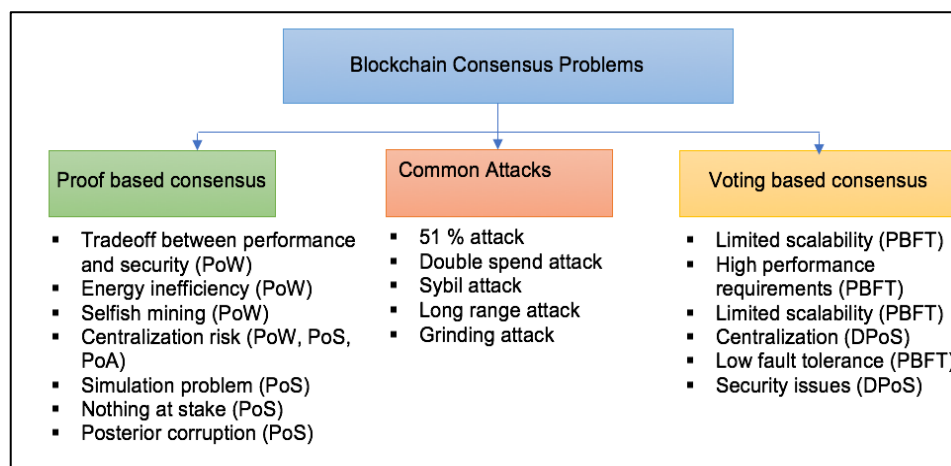 Blockchain Consensus Problems
Proof based consensus
▪ Tradeoff between performance
and security (PoW)
▪ Energy inefficiency (PoW)
▪ Selfish mining (PoW)
▪ Centralization risk (PoW, PoS,
PoA)
▪ Simulation problem (PoS)
▪ Nothing at stake (PoS)
▪ Posterior corruption (PoS)
Common Attacks
▪ 51 % attack
▪ Double spend attack
▪ Sybil attack
▪ Long range attack
▪ Grinding attack
Voting based consensus
▪ Limited scalability (PBFT)
▪ High performance
requirements (PBFT)
▪ Limited scalability (PBFT)
▪ Centralization (DPoS)
▪ Low fault tolerance (PBFT)
▪ Security issues (DPoS)